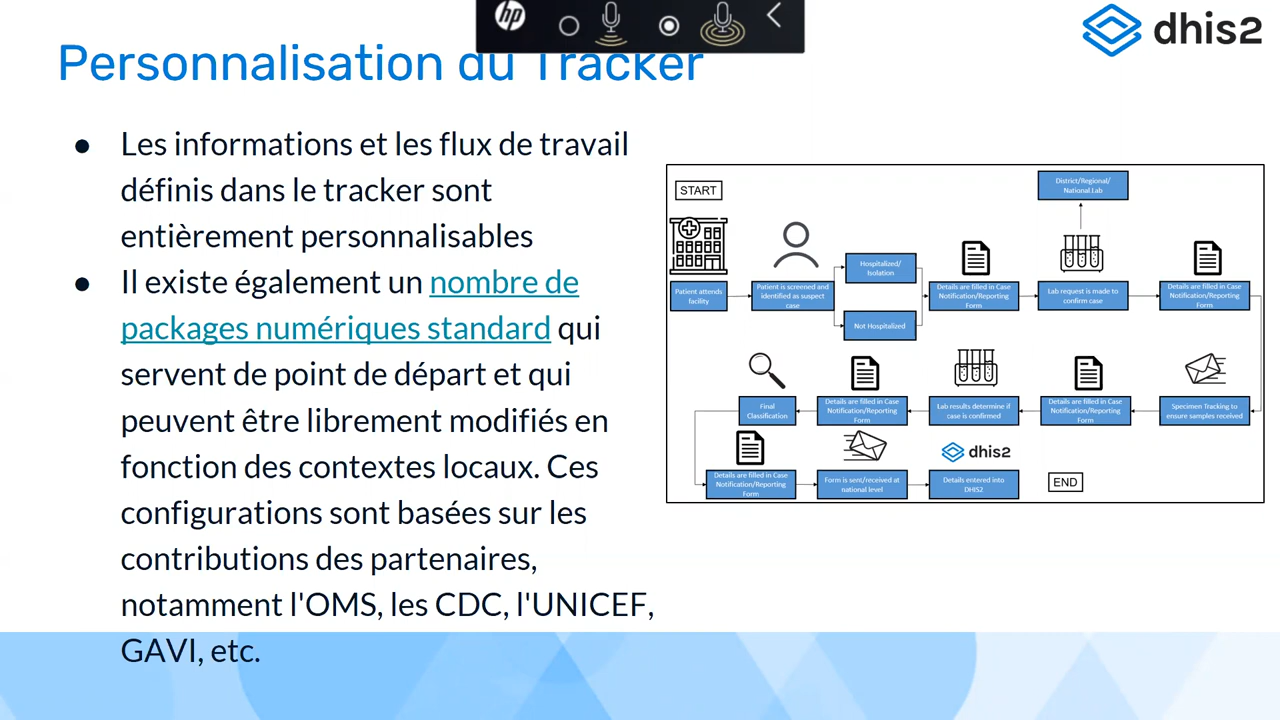 hp
dhis2
Personnalisation du Tracker
● Les informations et les flux de travail
définis dans le tracker sont
entièrement personnalisables
● Il existe également un nombre de
packages numériques standard qui
servent de point de départ et qui
peuvent être librement modifiés en
fonction des contextes locaux. Ces
configurations sont basées sur les
contributions des partenaires,
notamment l'OMS, les CDC, l'UNICEF,
GAVI, etc.
START
District/Regional/
National Lab
Patient attends
facility
Patient is screened and
identified as suspect
case
Hospitalized/
Isolation
Not Hospitalized
Details are filled in Case
Notification/Reporting
Form
Lab request is made to
confirm case
Details are filled in Case
Notification/Reporting
Form
Specimen Tracking to
ensure samples received
Details are filled in Case
Notification/Reporting
Form
Lab results determine if
case is confirmed
Details are filled in Case
Notification/Reporting
Form
Final
Classification
Details are filled in Case
Notification/Reporting
Form
Form is sent/received at
national level
dhis2
Details entered into
DHIS2
END